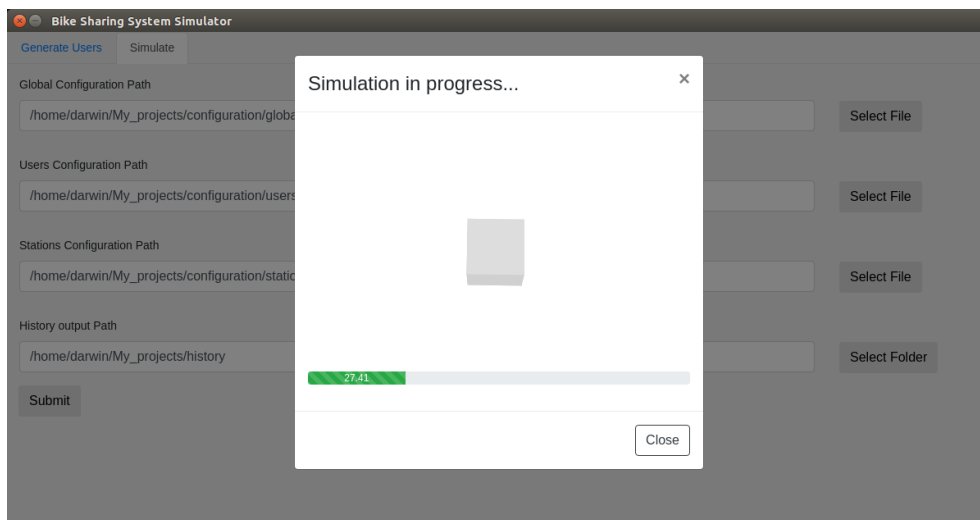 Bike Sharing System Simulator
Generate Users Simulate
Global Configuration Path
/home/darwin/My_projects/configuration/globa
Select File
Users Configuration Path
/home/darwin/My_projects/configuration/users
Select File
Stations Configuration Path
/home/darwin/My_projects/configuration/static
Select File
History output Path
/home/darwin/My_projects/history
Select Folder
Submit
Simulation in progress...
×
27.41
Close